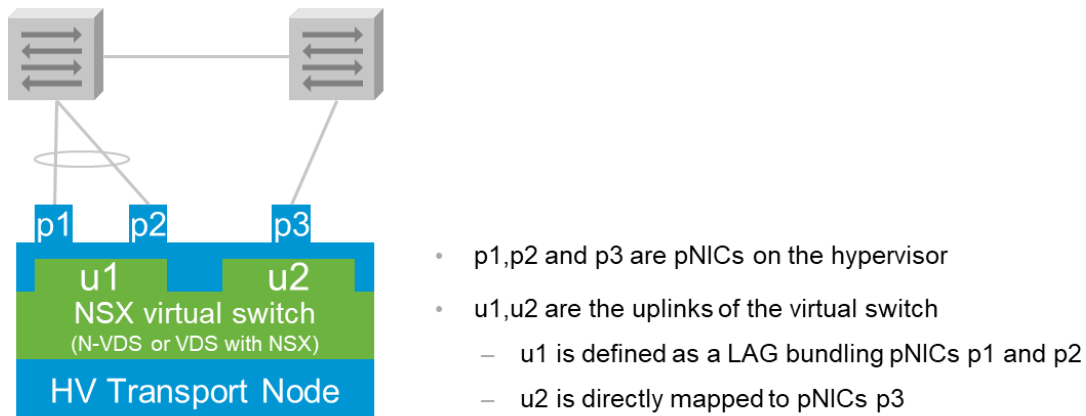 p1
p2
p3
u1
u2
NSX virtual switch
(N-VDS or VDS with NSX)
HV Transport Node
• p1,p2 and p3 are pNICs on the hypervisor
• u1,u2 are the uplinks of the virtual switch
– u1 is defined as a LAG bundling pNICs p1 and p2
– u2 is directly mapped to pNICs p3